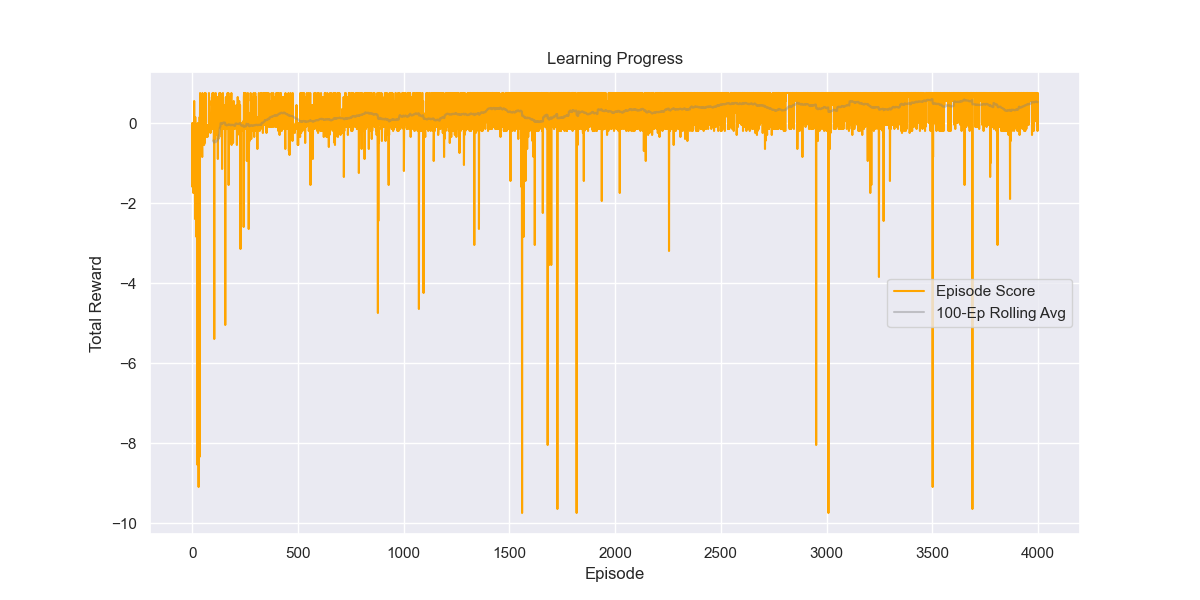 Learning Progress
Total Reward
0
−2
−4
−6
−8
−10
Episode Score
100-Ep Rolling Avg
0 500 1000 1500 2000 2500 3000 3500 4000
Episode